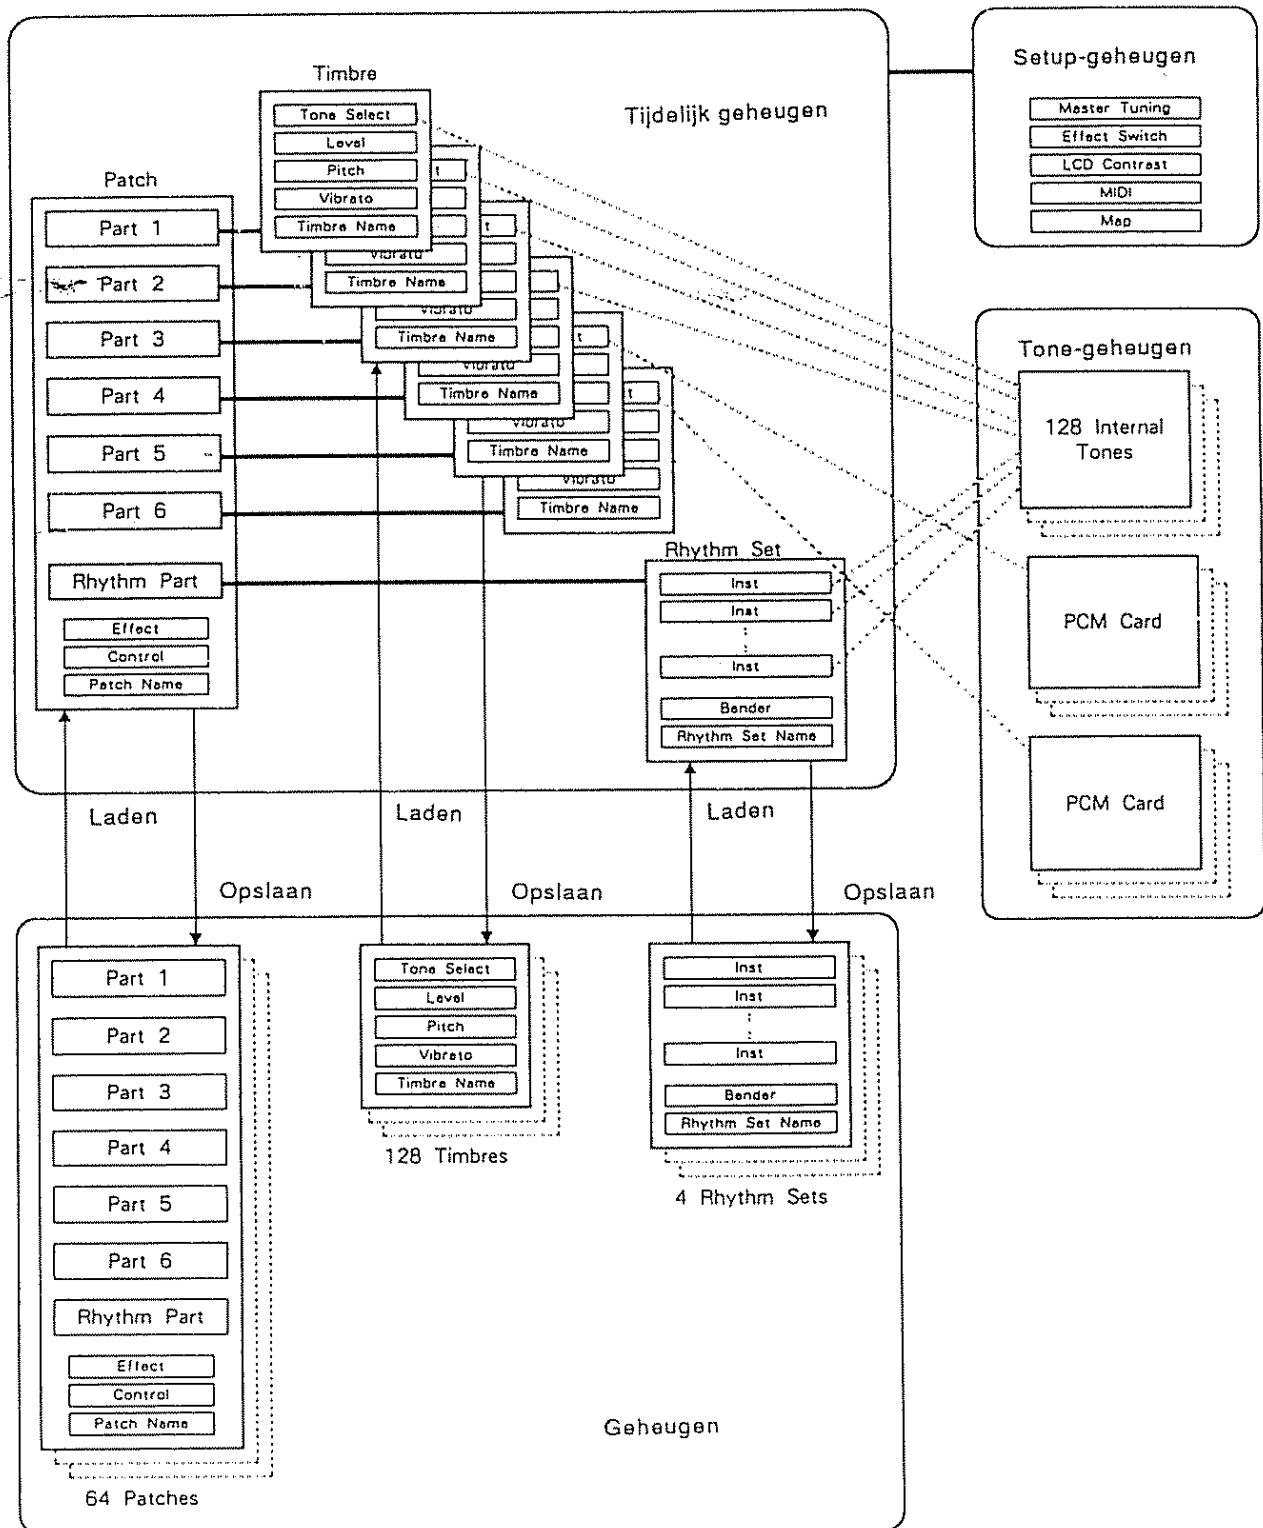 Timbre
Tone Select
Level
Pitch
Vibrato
Timbre Name
t
t
Vibrato
Timbre Name
Vibrato
Timbre Name
t
Vibrato
Timbre Name
t
Vibrato
Timbre Name
Vibrato
Timbre Name
Tijdelijk geheugen
Patch
Part 1
Part 2
Part 3
Part 4
Part 5
Part 6
Rhythm Part
Effect
Control
Patch Name
Rhythm Set
Inst
Inst
Inst
Bender
Rhythm Set Name
Setup-geheugen
Master Tuning
Effect Switch
LCD Contrast
MIDI
Map
Tone-geheugen
128 Internal
Tones
PCM Card
PCM Card
Laden
Laden
Laden
Opslaan
Opslaan
Opslaan
Part 1
Part 2
Part 3
Part 4
Part 5
Part 6
Rhythm Part
Effect
Control
Patch Name
64 Patches
Tone Select
Level
Pitch
Vibrato
Timbre Name
128 Timbres
Inst
Inst
Inst
Bender
Rhythm Set Name
4 Rhythm Sets
Geheugen